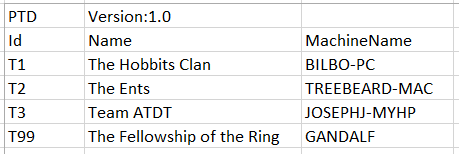 PTD Version:1.0
Id Name MachineName
T1 The Hobbits Clan BILBO-PC
T2 The Ents TREEBEARD-MAC
T3 Team ATDT JOSEPHJ-MYHP
T99 The Fellowship of the Ring GANDALF